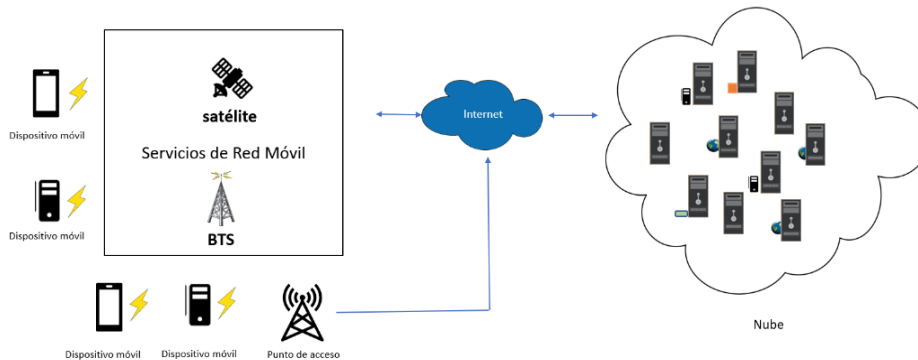 satélite
Servicios de Red Móvil
BTS
Dispositivo móvil
Dispositivo móvil
Internet
Nube
Dispositivo móvil
Dispositivo móvil
Punto de acceso